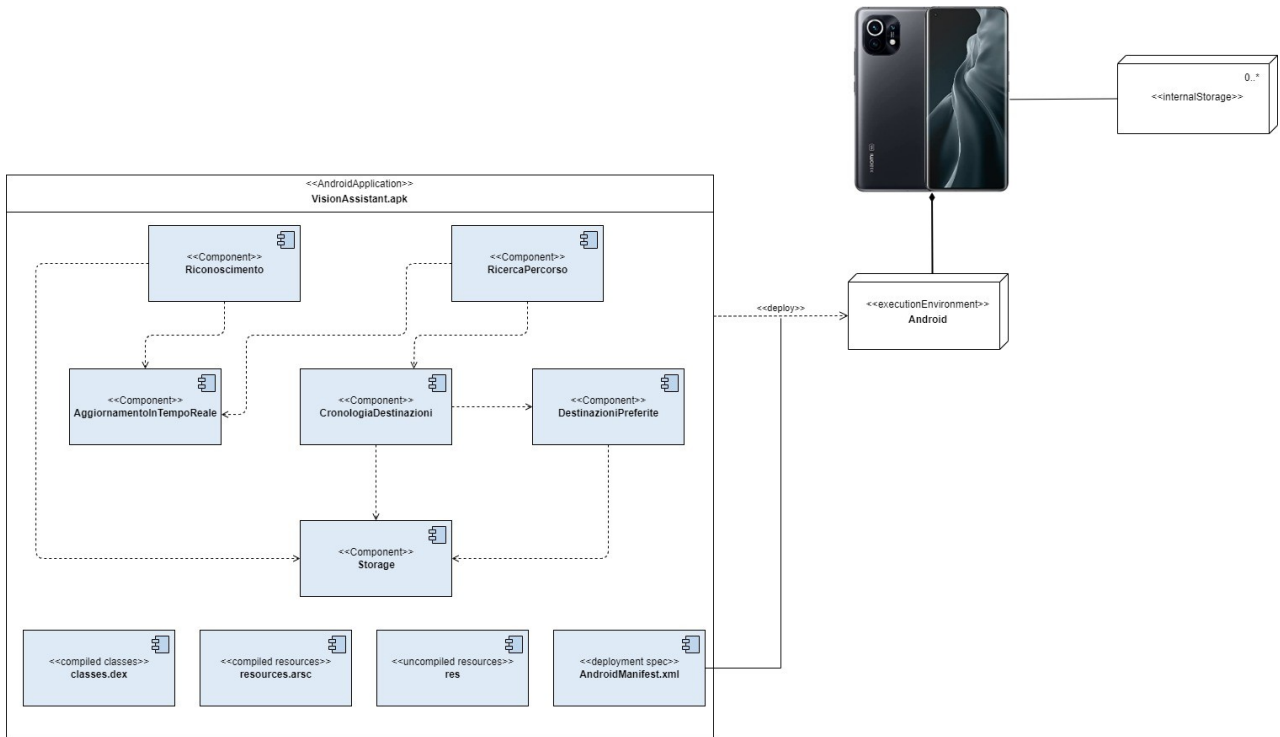 0..*
<<internalStorage>>
XIAOMI
<<AndroidApplication>>
VisionAssistant.apk
<<Component>>
Riconoscimento
<<Component>>
RicercaPercorso
<<deploy>>
<<executionEnvironment>>
Android
<<Component>>
AggiornamentoInTempoReale
<<Component>>
CronologiaDestinazioni
<<Component>>
DestinazioniPreferite
<<Component>>
Storage
<<compiled classes>>
classes.dex
<<compiled resources>>
resources.arsc
<<uncompiled resources>>
res
<<deployment spec>>
AndroidManifest.xml